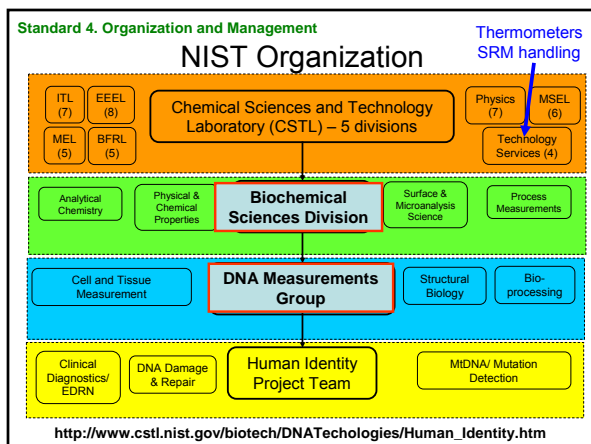 Standard 4. Organization and Management
Thermometers
SRM handling
NIST Organization
ITL
(7)
EEEL
(8)
MEL
(5)
BFRL
(5)
Chemical Sciences and Technology
Laboratory (CSTL) – 5 divisions
Physics
(7)
MSEL
(6)
Technology
Services (4)
Analytical
Chemistry
Physical &
Chemical
Properties
Biochemical
Sciences Division
Surface &
Microanalysis
Science
Process
Measurements
Cell and Tissue
Measurement
DNA Measurements
Group
Structural
Biology
Bio-
processing
Clinical
Diagnostics/
EDRN
DNA Damage
& Repair
Human Identity
Project Team
MtDNA/ Mutation
Detection
http://www.cstl.nist.gov/biotech/DNATechologies/Human_Identity.htm